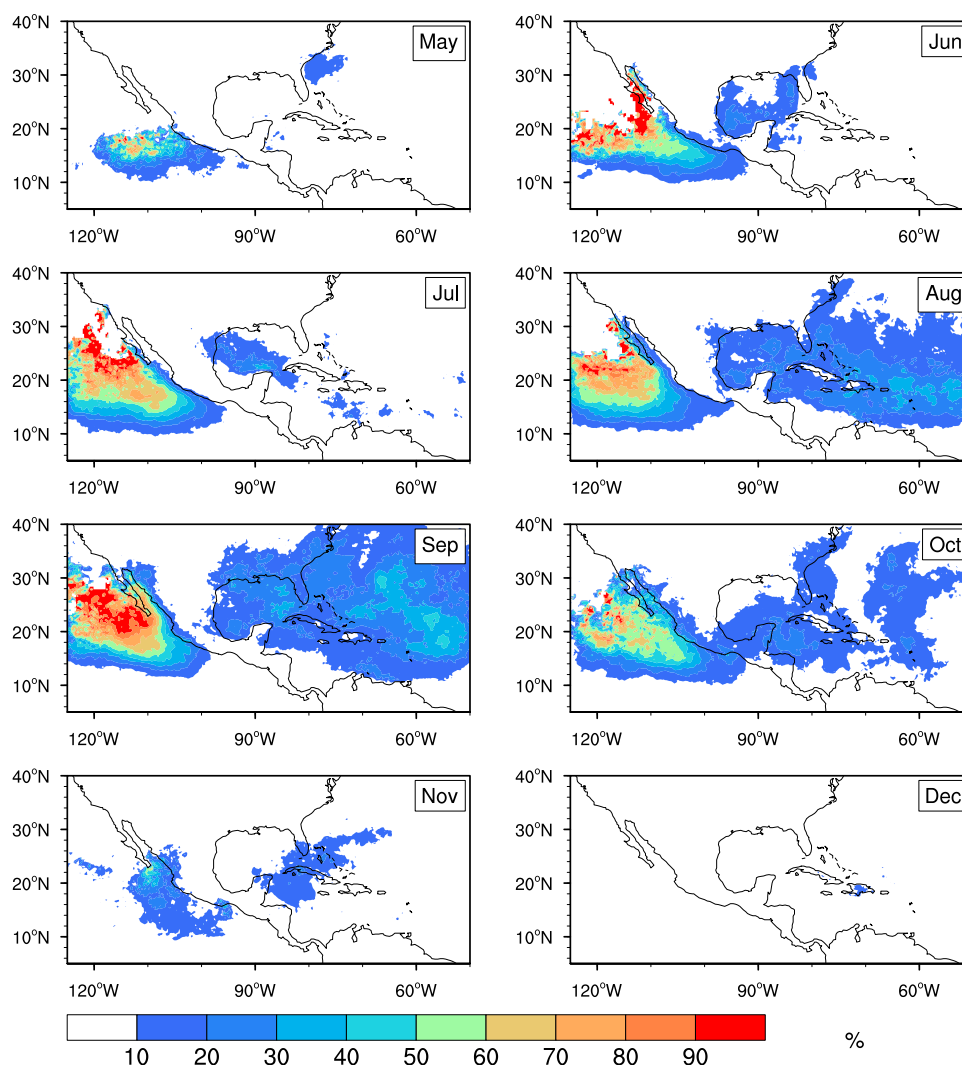 40°N May 40°N Jun
30°N 30°N
20°N 20°N
10°N 10°N
120°W 90°W 60°W 120°W 90°W 60°W
40°N Jul 40°N Aug
30°N 30°N
20°N 20°N
10°N 10°N
120°W 90°W 60°W 120°W 90°W 60°W
40°N Sep 40°N Oct
30°N 30°N
20°N 20°N
10°N 10°N
120°W 90°W 60°W 120°W 90°W 60°W
40°N Nov 40°N Dec
30°N 30°N
20°N 20°N
10°N 10°N
120°W 90°W 60°W 120°W 90°W 60°W
10 20 30 40 50 60 70 80 90 %